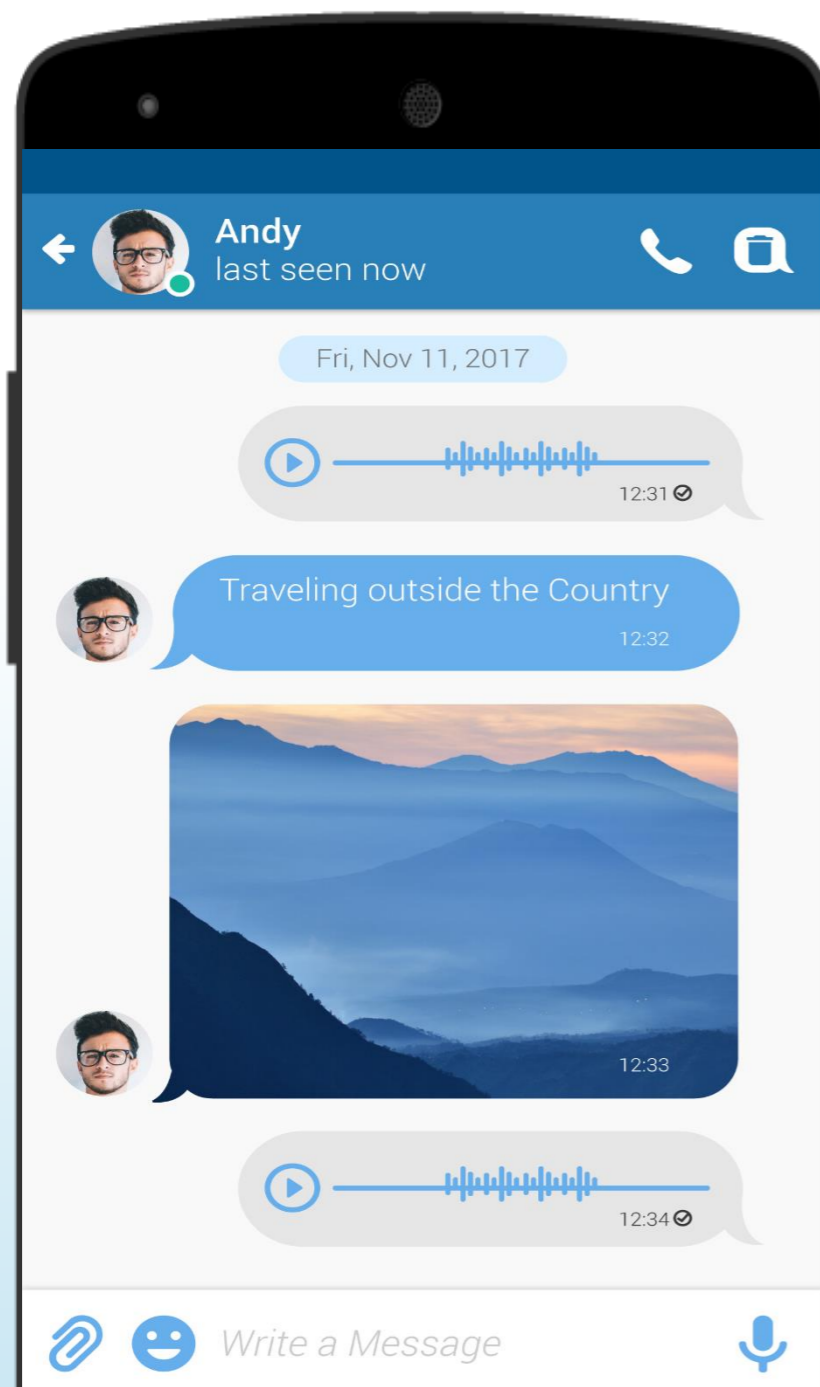 Andy
last seen now
Fri, Nov 11, 2017
12:31
Traveling outside the Country
12:32
12:33
12:34
Write a Message